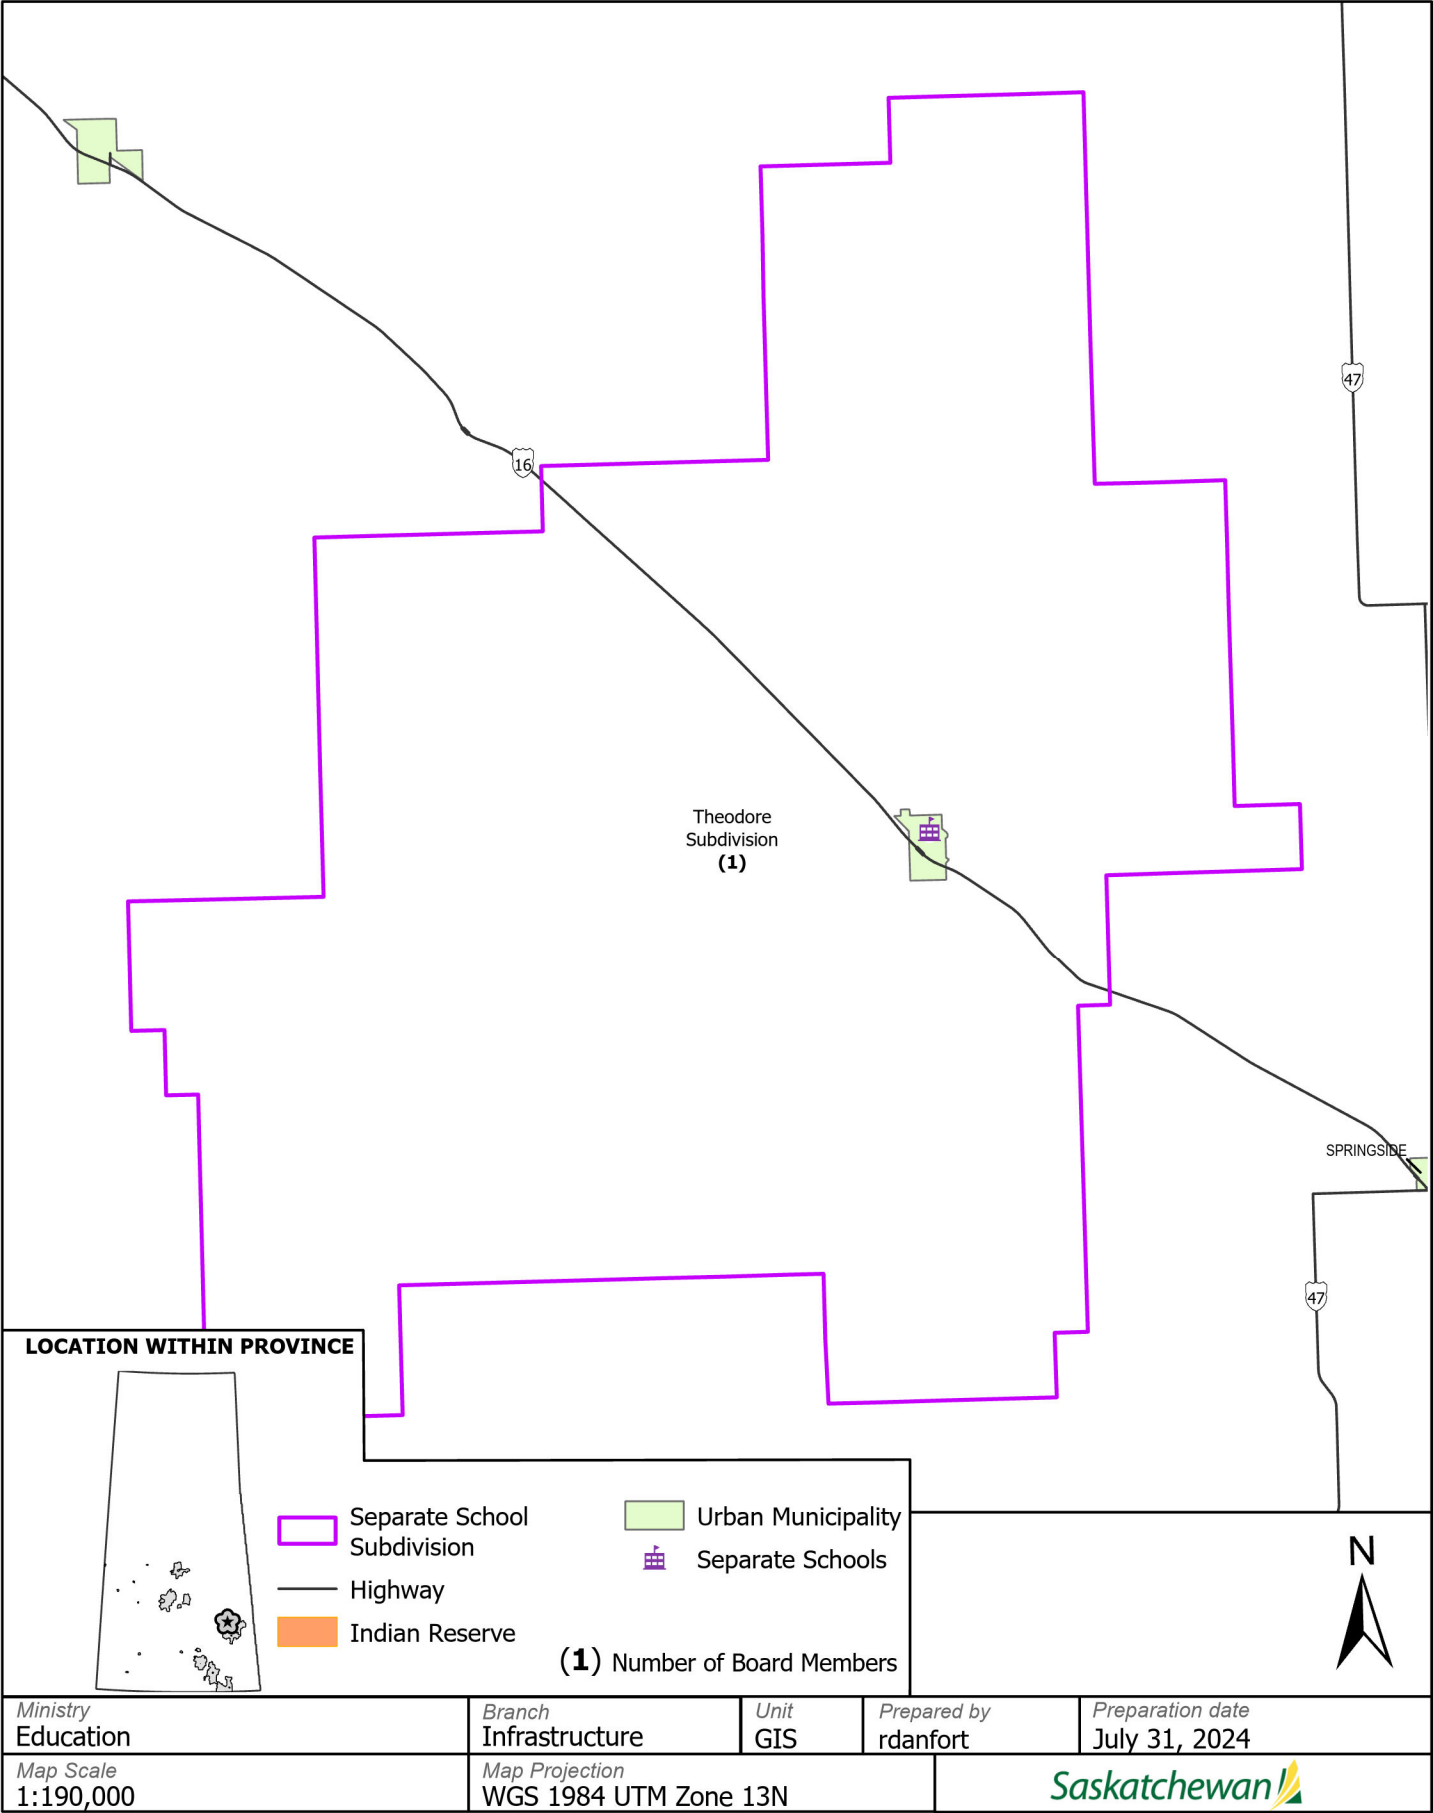 47
16
Theodore
Subdivision
(1)
SPRINGSIDE
47
LOCATION WITHIN PROVINCE
Separate School
Subdivision
Highway
Indian Reserve
Urban Municipality
Separate Schools
(1) Number of Board Members
N
Ministry
Education
Branch
Infrastructure
Unit
GIS
Prepared by
rdanfort
Preparation date
July 31, 2024
Map Scale
1:190,000
Map Projection
WGS 1984 UTM Zone 13N
Saskatchewan